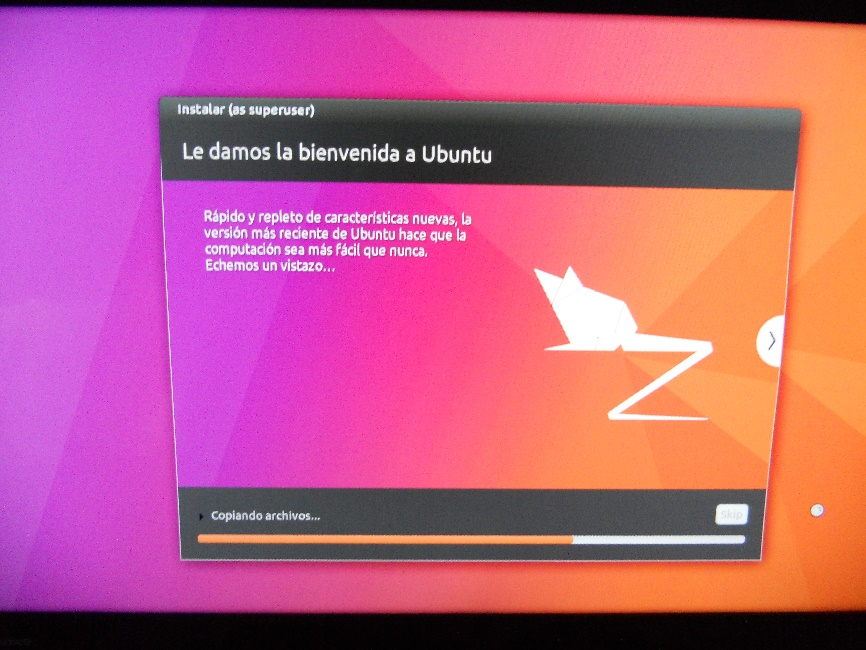 Instalar (as superuser)
Le damos la bienvenida a Ubuntu
Rápido y repleto de características nuevas, la
versión más reciente de Ubuntu hace que la
computación sea más fácil que nunca.
Echemos un vistazo...
Copiando archivos...
Skip